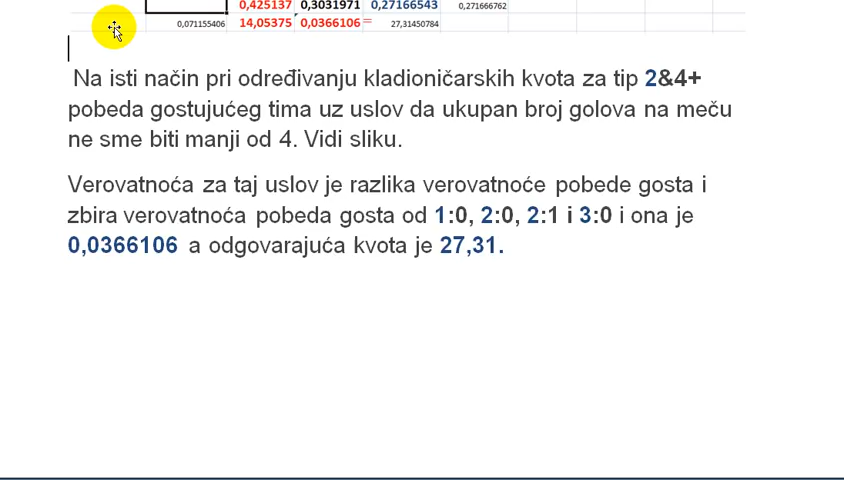 0,425137 0,3031971 0,27166543 0,271666762
0,071155406 14,05375 0,0366106 = 27,31450784
Na isti način pri određivanju kladioničarskih kvota za tip 2&4+
pobeda gostujućeg tima uz uslov da ukupan broj golova na meču
ne sme biti manji od 4. Vidi sliku.
Verovatnoća za taj uslov je razlika verovatnoće pobede gosta i
zbira verovatnoća pobeda gosta od 1:0, 2:0, 2:1 i 3:0 i ona je
0,0366106 a odgovarajuća kvota je 27,31.